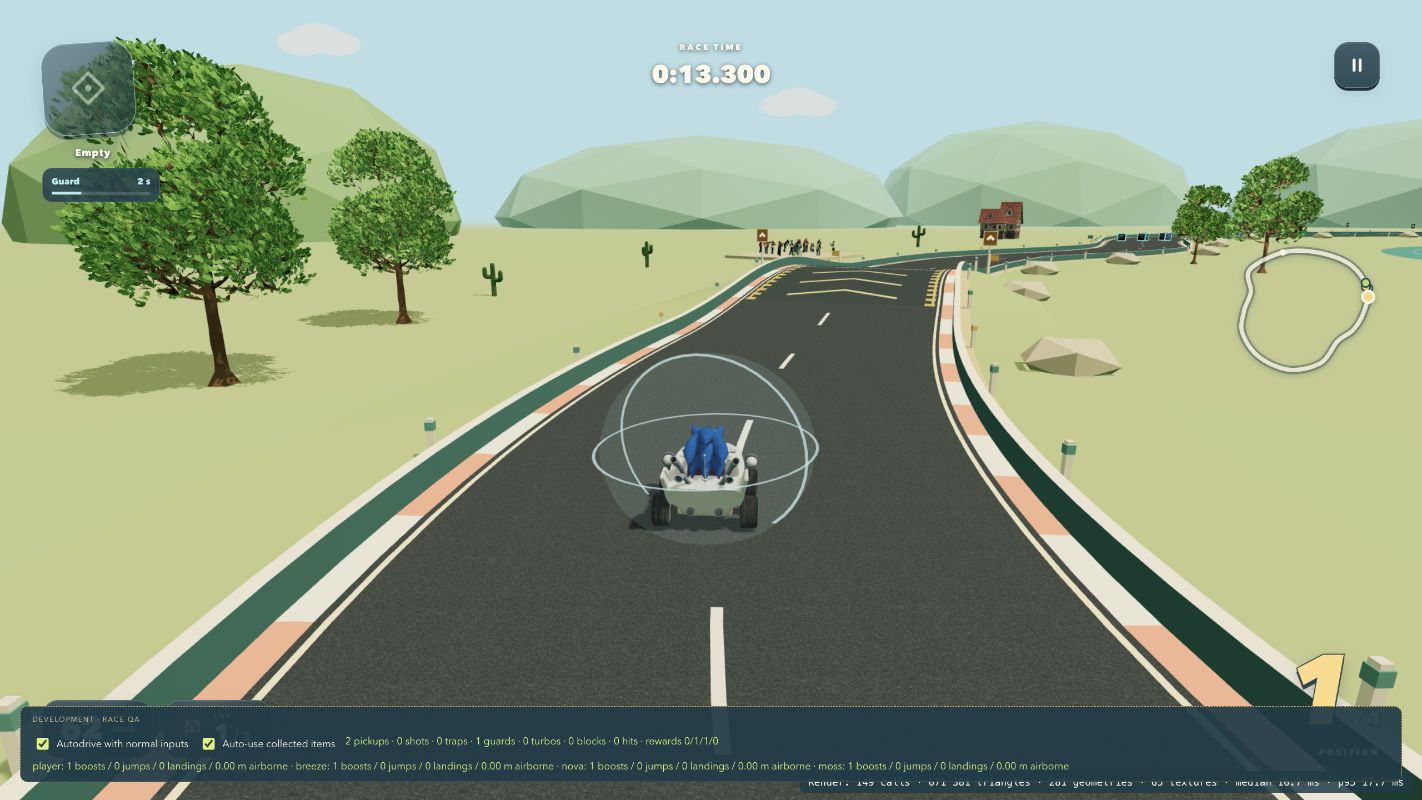 RACE TIME
0:13.300
Empty
Guard 2 s
1
/4
POSITION
LAP
DEVELOPMENT · RACE QA
Autodrive with normal inputs
Auto-use collected items
2 pickups · 0 shots · 0 traps · 1 guards · 0 turbos · 0 blocks · 0 hits · rewards 0/1/1/0
player: 1 boosts / 0 jumps / 0 landings / 0.00 m airborne · breeze: 1 boosts / 0 jumps / 0 landings / 0.00 m airborne · nova: 1 boosts / 0 jumps / 0 landings / 0.00 m airborne · moss: 1 boosts / 0 jumps / 0 landings / 0.00 m airborne